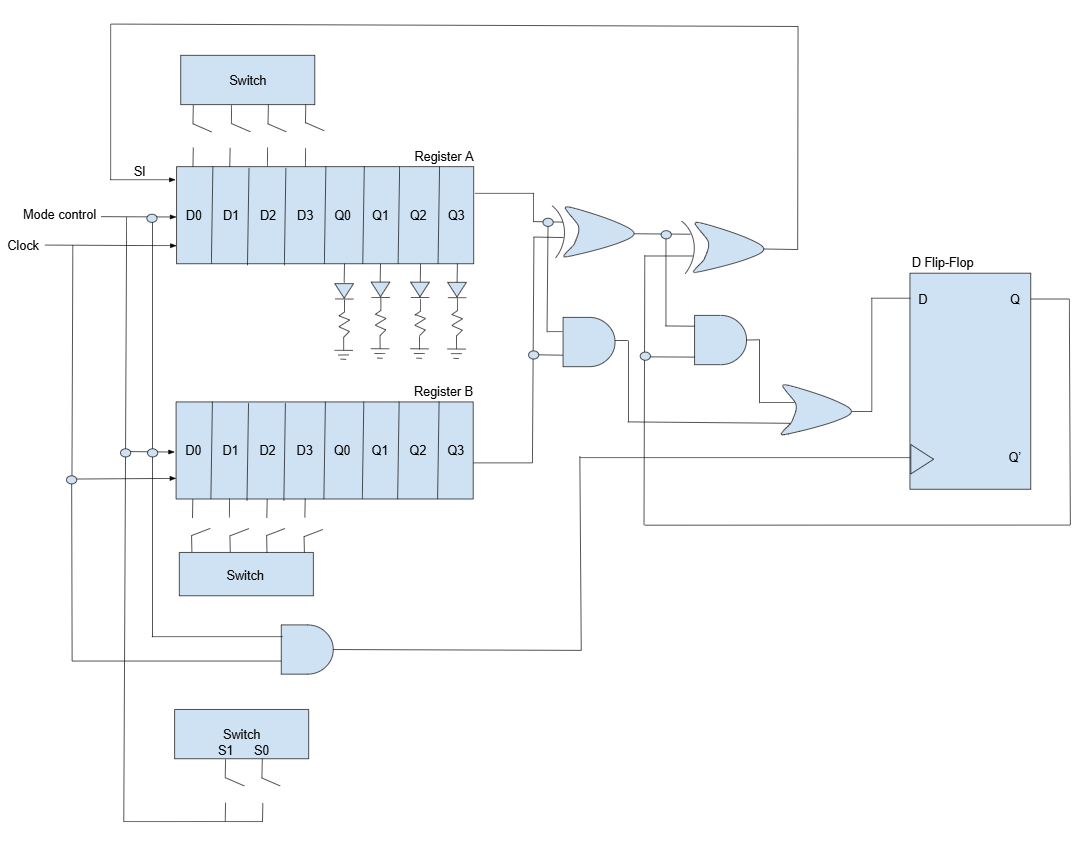 Switch
Register A
SI
D0 D1 D2 D3 Q0 Q1 Q2 Q3
Mode control
Clock
D Flip-Flop
D Q
Register B
D0 D1 D2 D3 Q0 Q1 Q2 Q3
Q'
Switch
Switch
S1 S0